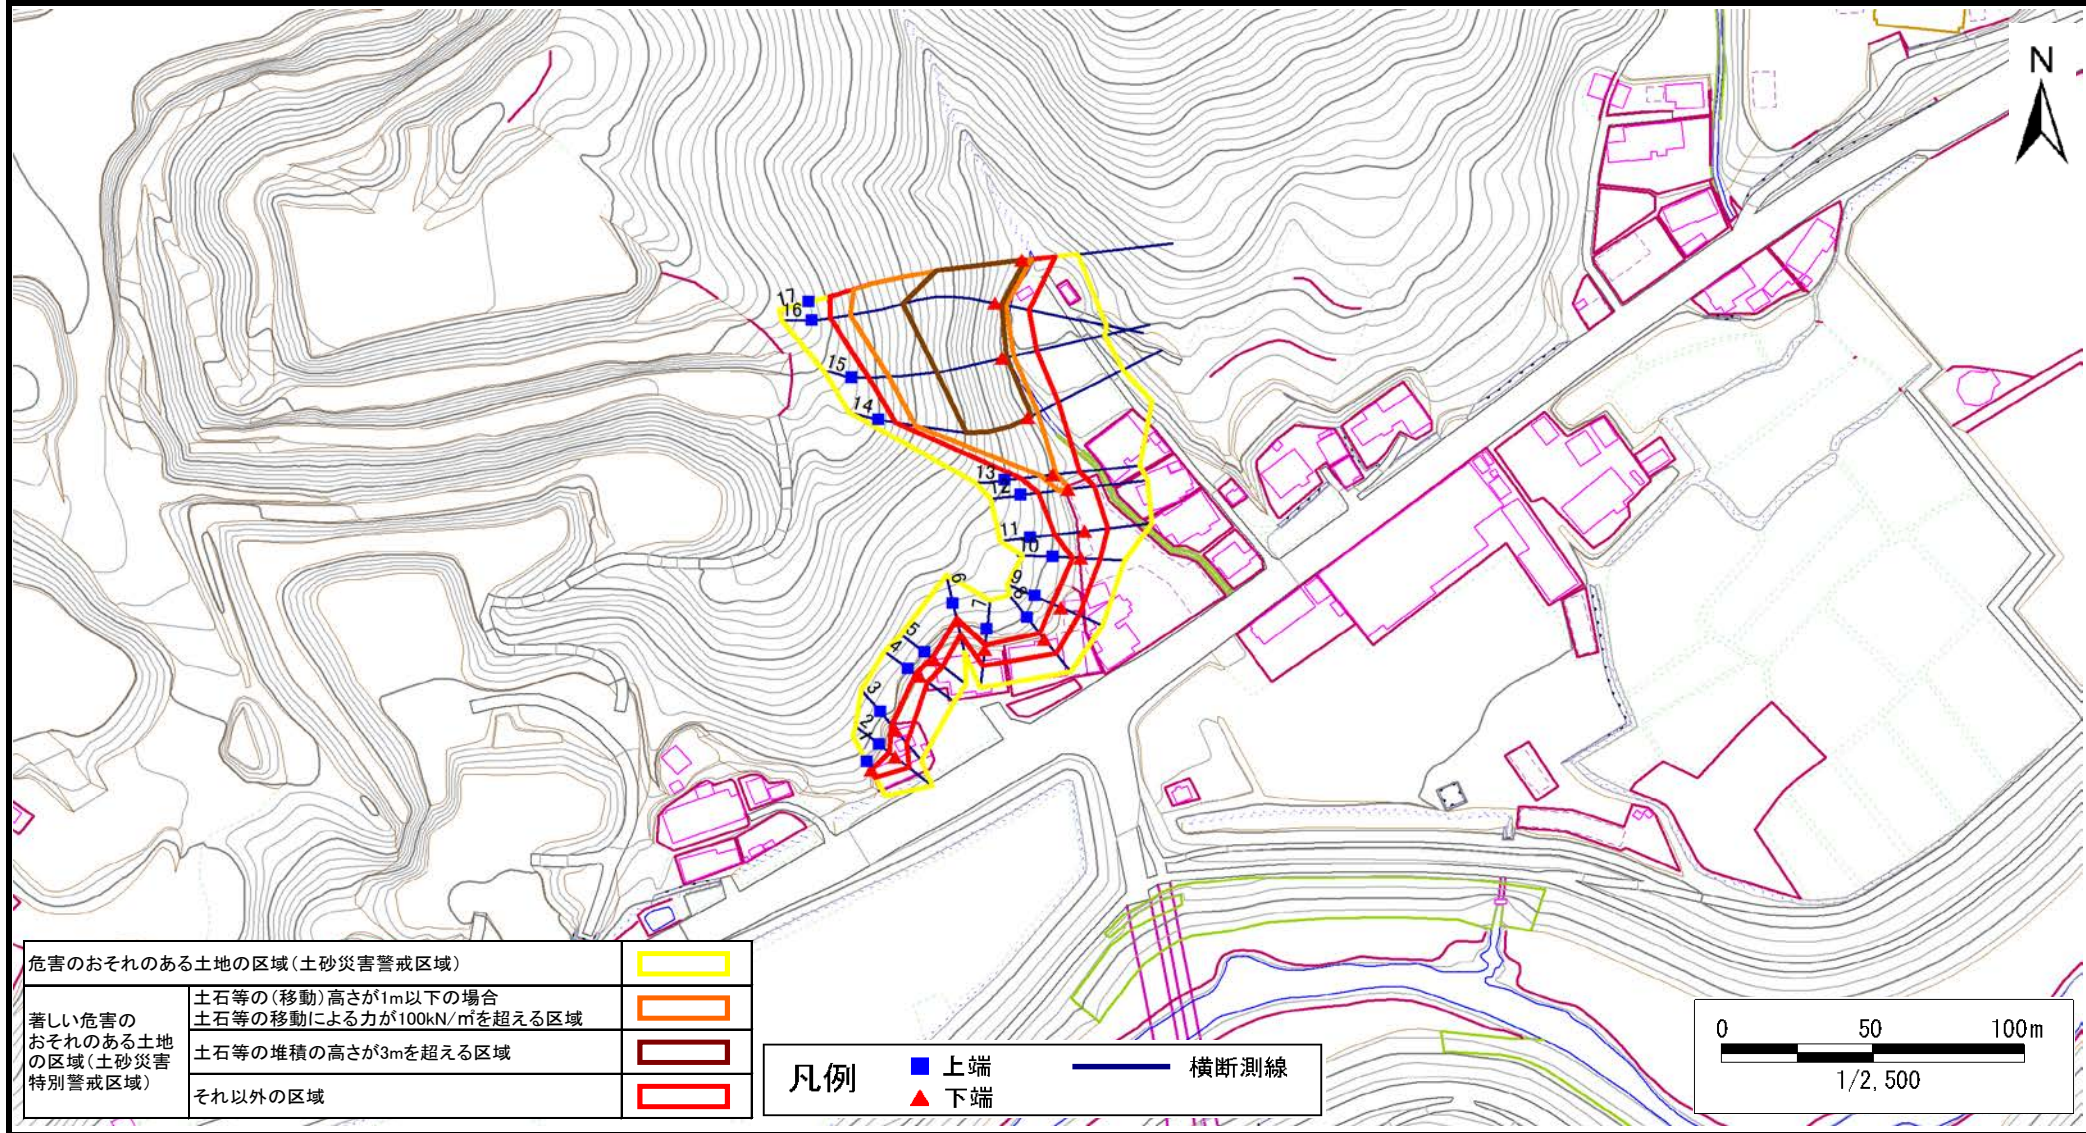 N
17
16
15
14
13
12
11
10
9
8
6
7
5
4
3
2
1
危害のおそれのある土地の区域(土砂災害警戒区域)
著しい危害の
おそれのある土地
の区域(土砂災害
特別警戒区域)
土石等の(移動)高さが1m以下の場合
土石等の移動による力が100kN/㎡を超える区域
土石等の堆積の高さが3mを超える区域
それ以外の区域
凡例
上端
下端
横断測線
0 50 100m
1/2,500